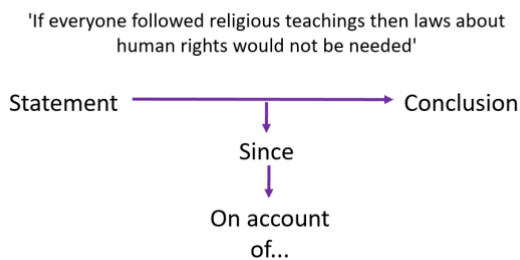 'If everyone followed religious teachings then laws about
human rights would not be needed'
Statement
Conclusion
Since
On account
of...